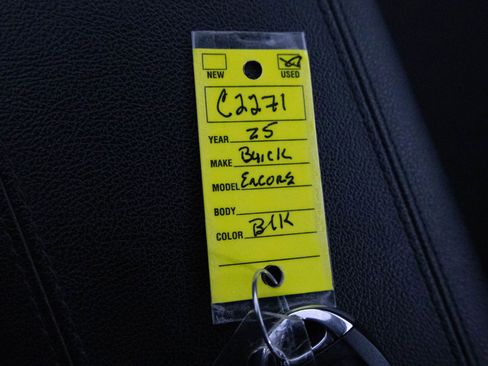 NEW USED
C2271
YEAR 25
MAKE Buick
MODEL Encore
BODY
COLOR Blk